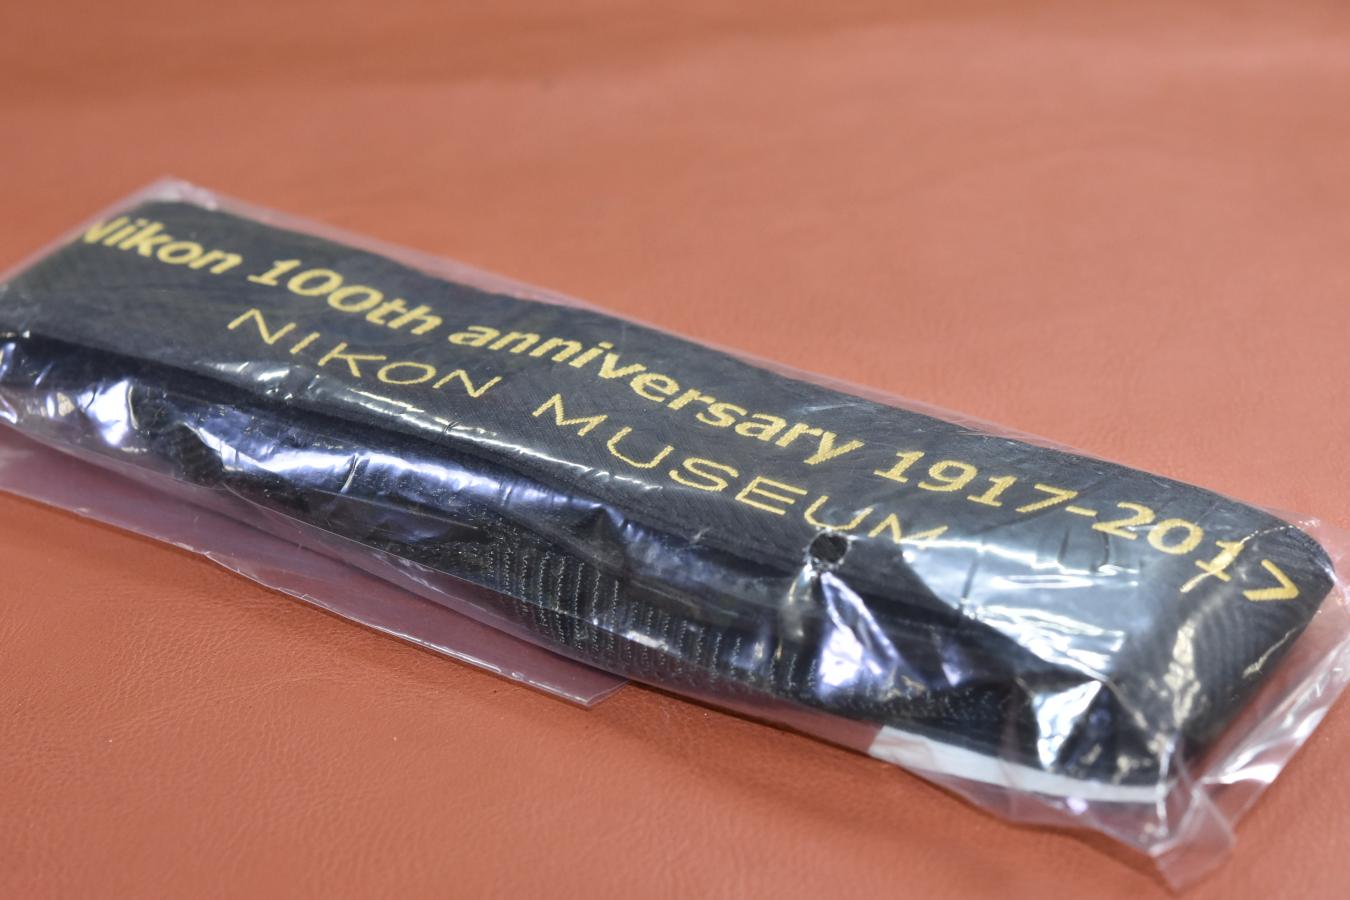 Nikon 100th anniversary 1917-2017
NIKON MUSEUM